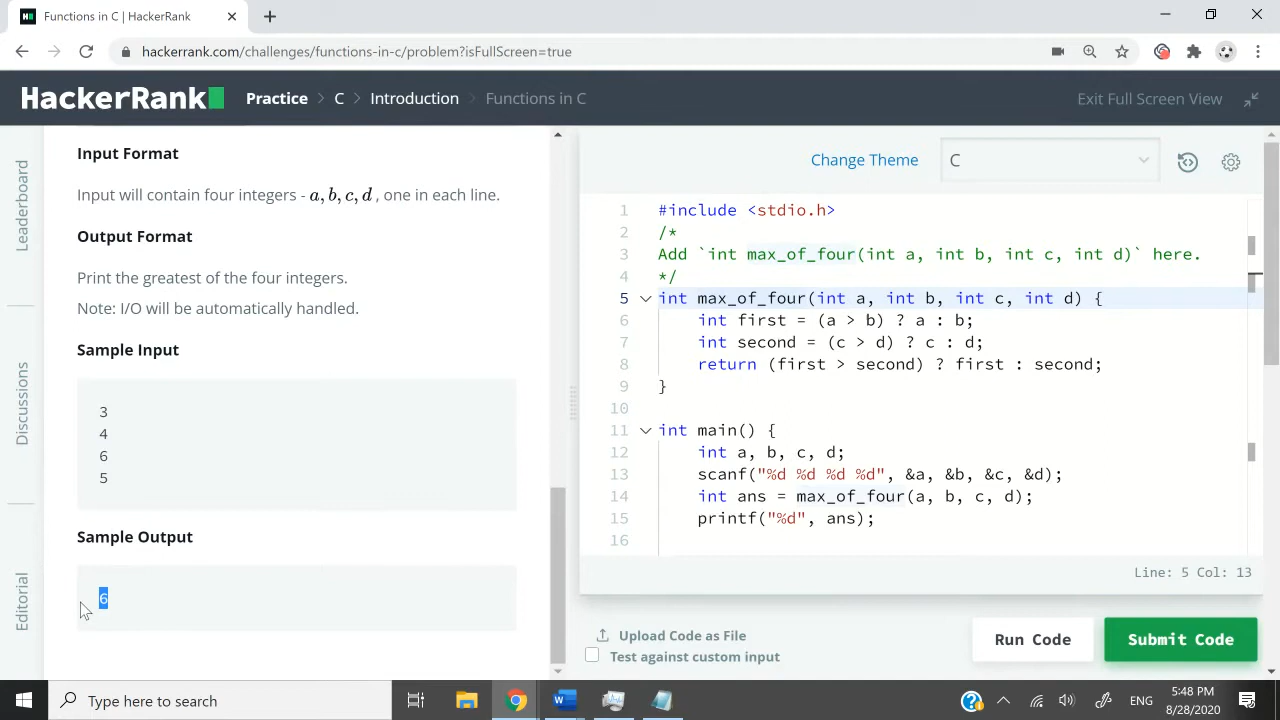 Functions in C | HackerRank
hackerrank.com/challenges/functions-in-c/problem?isFullScreen=true
HackerRank Practice > C > Introduction > Functions in C
Exit Full Screen View
Leaderboard
Discussions
Editorial
Input Format
Input will contain four integers - a, b, c, d , one in each line.
Output Format
Print the greatest of the four integers.
Note: I/O will be automatically handled.
Sample Input
3
4
6
5
Sample Output
6
Change Theme
C
1 #include <stdio.h>
2 /*
3 Add `int max_of_four(int a, int b, int c, int d)` here.
4 */
5 int max_of_four(int a, int b, int c, int d) {
6 int first = (a > b) ? a : b;
7 int second = (c > d) ? c : d;
8 return (first > second) ? first : second;
9 }
10
11 int main() {
12 int a, b, c, d;
13 scanf("%d %d %d %d", &a, &b, &c, &d);
14 int ans = max_of_four(a, b, c, d);
15 printf("%d", ans);
16
Line: 5 Col: 13
Upload Code as File
Test against custom input
Run Code
Submit Code
Type here to search
ENG
5:48 PM
8/28/2020